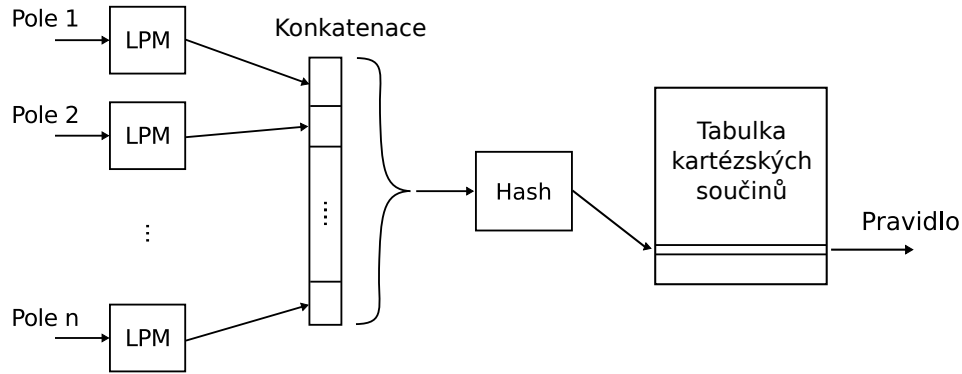 Pole 1
LPM
Konkatenace
Pole 2
LPM
Tabulka
kartézských
součinů
Hash
....
...
Pravidlo
Pole n
LPM